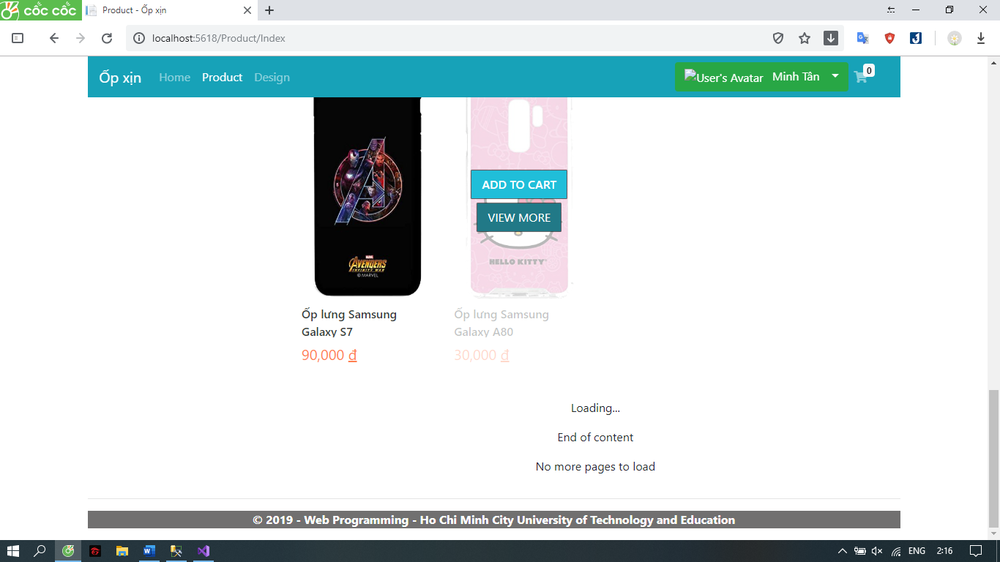 cốc cốc
Product - Ốp xịn
localhost:5618/Product/Index
Ốp xịn Home Product Design User's Avatar Minh Tân 0
ADD TO CART
VIEW MORE
HELLO KITTY
MARVEL
AVENGERS
INFINITY WAR
© MARVEL
Ốp lưng Samsung
Galaxy S7
90,000 đ
Ốp lưng Samsung
Galaxy A80
30,000 đ
Loading...
End of content
No more pages to load
© 2019 - Web Programming - Ho Chi Minh City University of Technology and Education
ENG 2:16